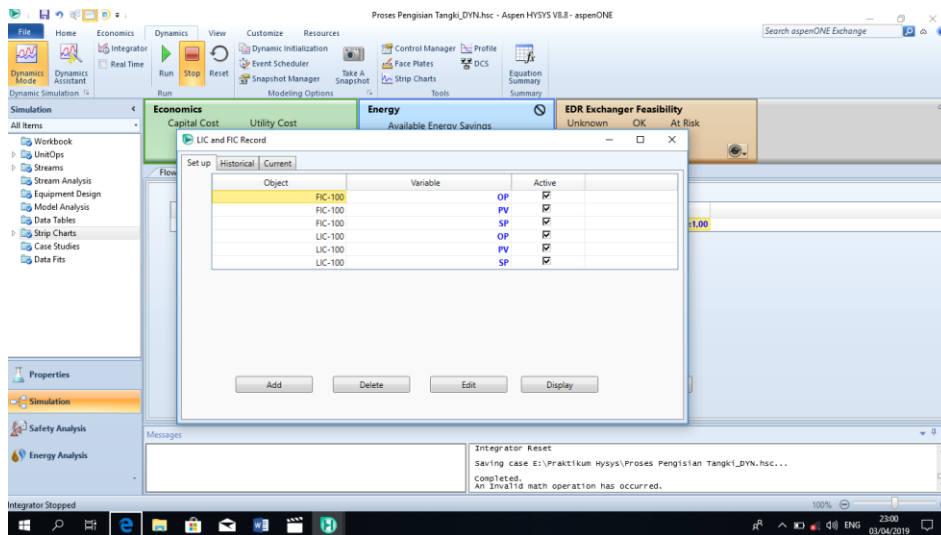 Proses Pengisian Tangki_DYN.hsc - Aspen HYSYS V8.8 - aspenONE
File Home Economics Dynamics View Customize Resources
Search aspenONE Exchange
Dynamics Mode
Dynamics Assistant
Integrator
Real Time
Dynamic Simulation
Run Stop Reset
Run
Dynamic Initialization
Event Scheduler
Snapshot Manager
Take A Snapshot
Modeling Options
Control Manager Profile
Face Plates DCS
Strip Charts
Tools
Equation Summary
Summary
Simulation
All Items
Workbook
UnitOps
Streams
Stream Analysis
Equipment Design
Model Analysis
Data Tables
Strip Charts
Case Studies
Data Fits
Properties
Simulation
Safety Analysis
Energy Analysis
Economics
Capital Cost Utility Cost
Energy
Available Energy Savings
EDR Exchanger Feasibility
Unknown OK At Risk
Flow
LIC and FIC Record
Set up Historical Current
Object Variable Active
FIC-100 OP
FIC-100 PV
FIC-100 SP
LIC-100 OP
LIC-100 PV
LIC-100 SP
Add Delete Edit Display
Messages
Integrator Reset
Saving case E:\Praktikum Hysys\Proses Pengisian Tangki_DYN.hsc...
Completed.
An Invalid math operation has occurred.
Integrator Stopped
100%
ENG
23:00
03/04/2019